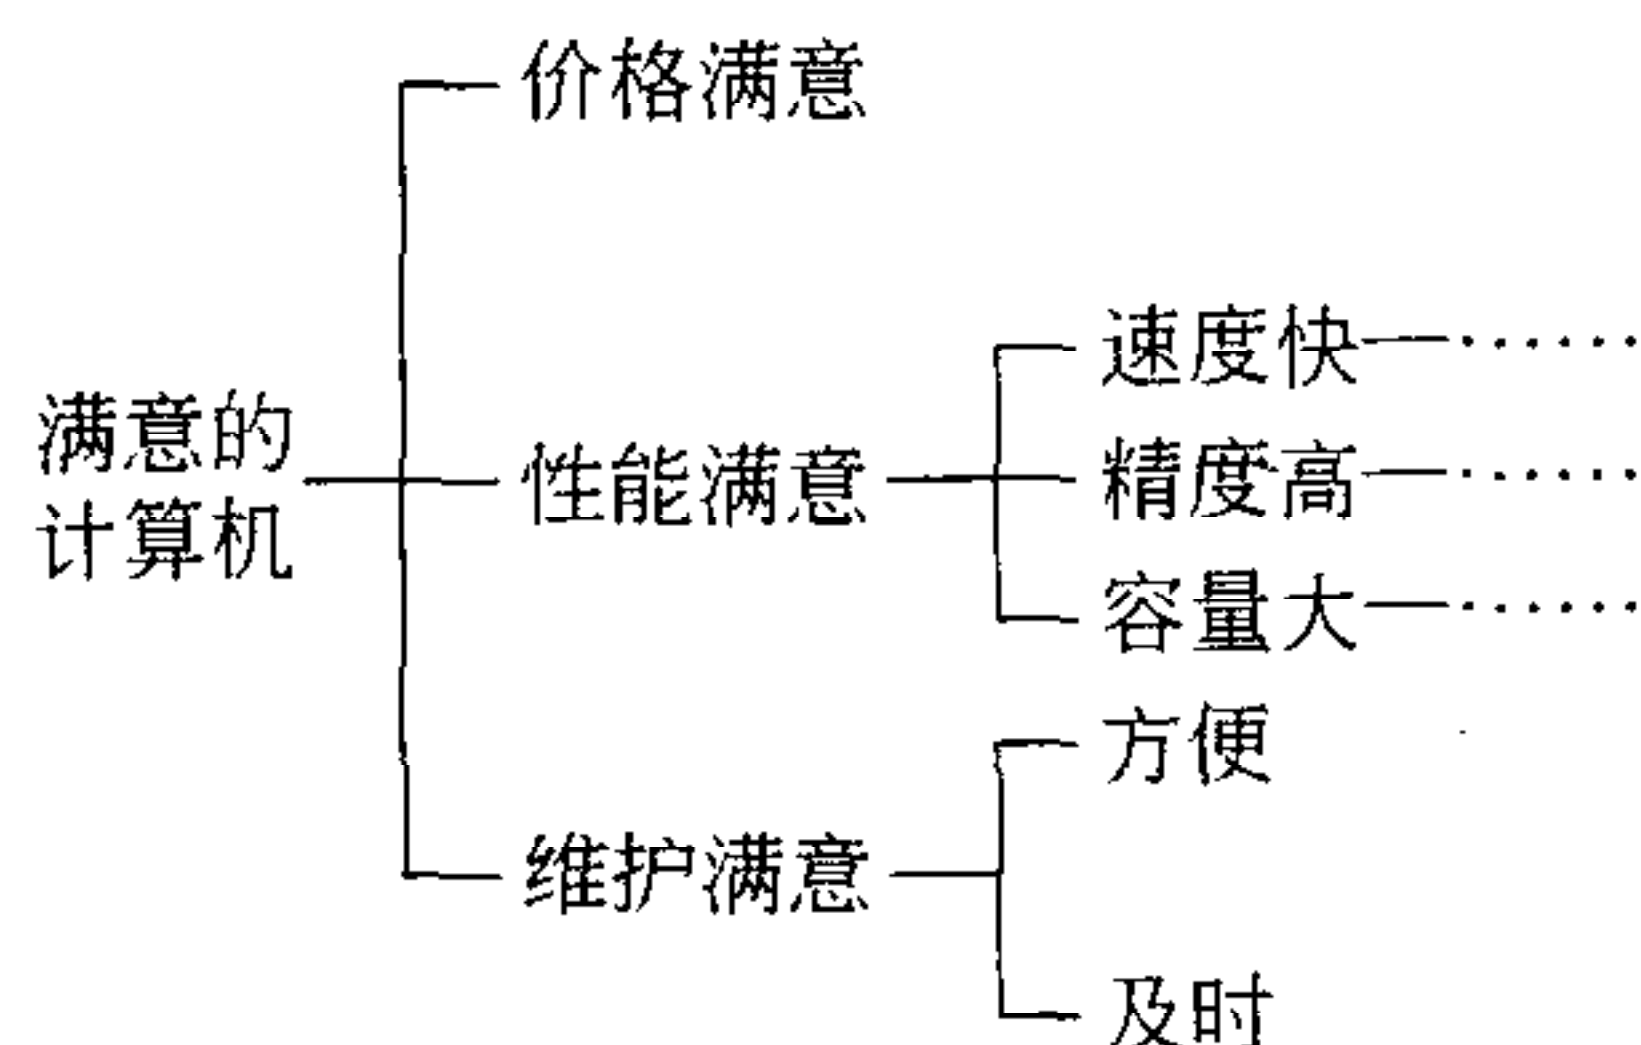 价格满意
速度快
满意的
计算机
性能满意
精度高
容量大
方便
维护满意
及时